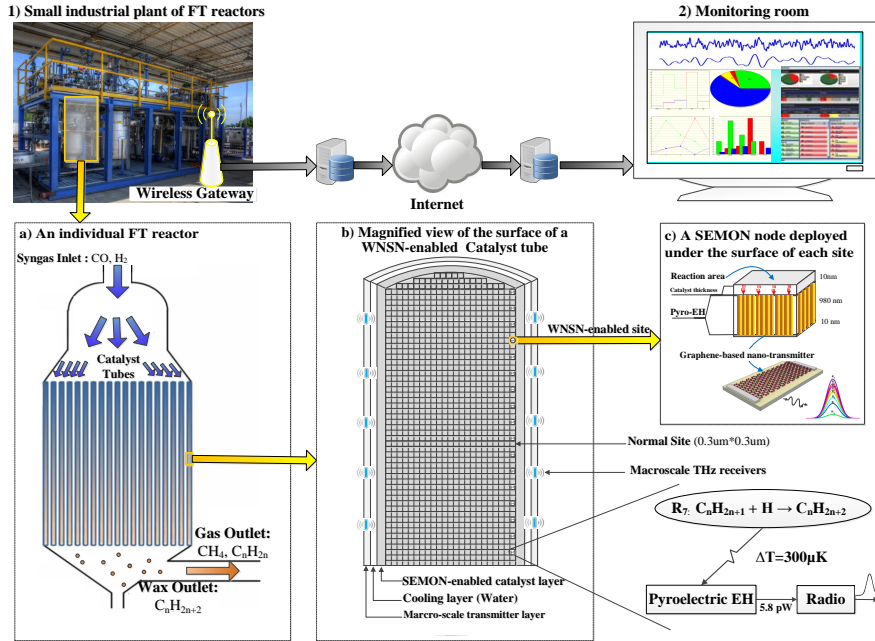 1) Small industrial plant of FT reactors
2) Monitoring room
Wireless Gateway
Internet
a) An individual FT reactor
Syngas Inlet : CO, H₂
Catalyst
Tubes
Gas Outlet:
CH₄, CₙH₂ₙ
Wax Outlet:
CₙH₂ₙ₊₂
b) Magnified view of the surface of a
WNSN-enabled Catalyst tube
WNSN-enabled site
Normal Site (0.3um*0.3um)
Macroscale THz receivers
SEMON-enabled catalyst layer
Cooling layer (Water)
Marcro-scale transmitter layer
c) A SEMON node deployed
under the surface of each site
Reaction area
10nm
Catalyst thickness
980 nm
Pyro-EH
10 nm
Graphene-based nano-transmitter
R₇: CₙH₂ₙ₊₁ + H → CₙH₂ₙ₊₂
ΔT=300µK
Pyroelectric EH
5.8 pW
Radio